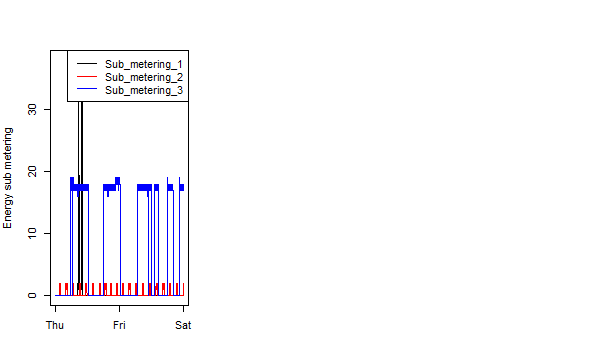 Sub_metering_1
Sub_metering_2
Sub_metering_3
Energy sub metering
30
20
10
0
Thu Fri Sat